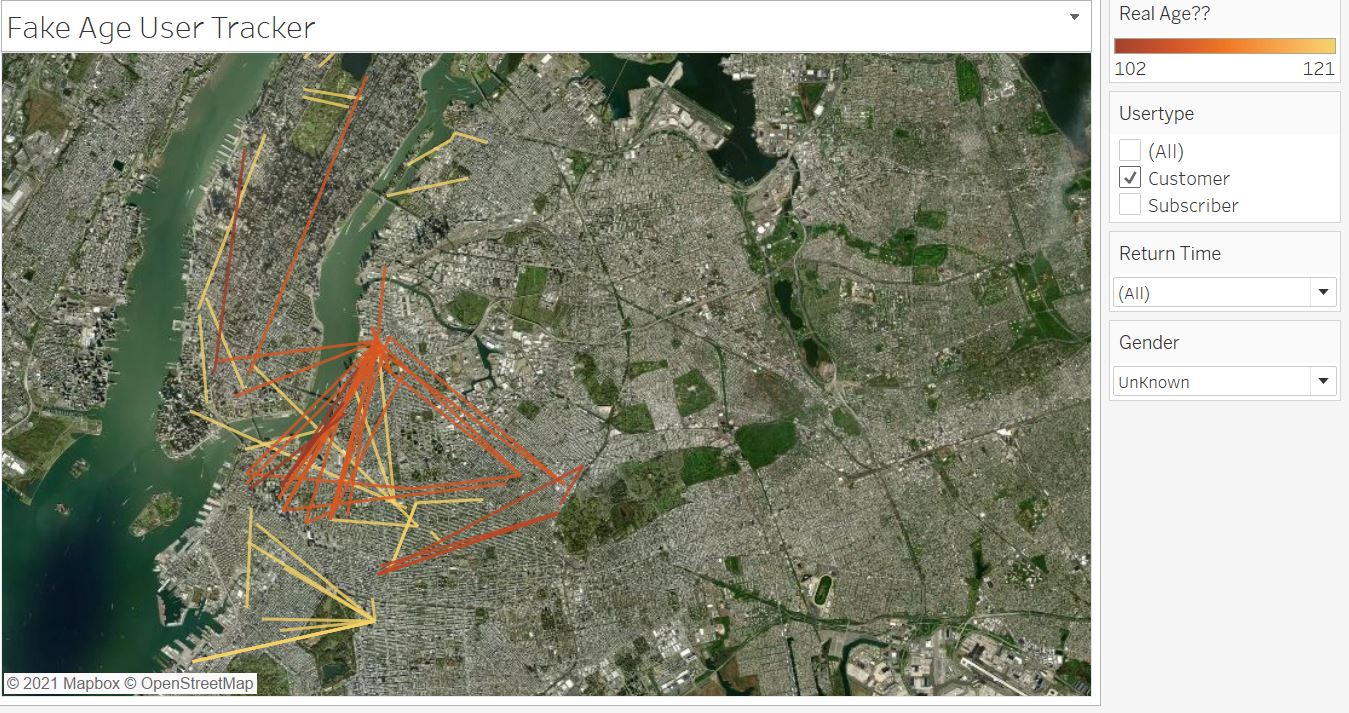 Fake Age User Tracker
© 2021 Mapbox © OpenStreetMap
Real Age??
102 121
Usertype
(All)
Customer
Subscriber
Return Time
(All)
Gender
UnKnown